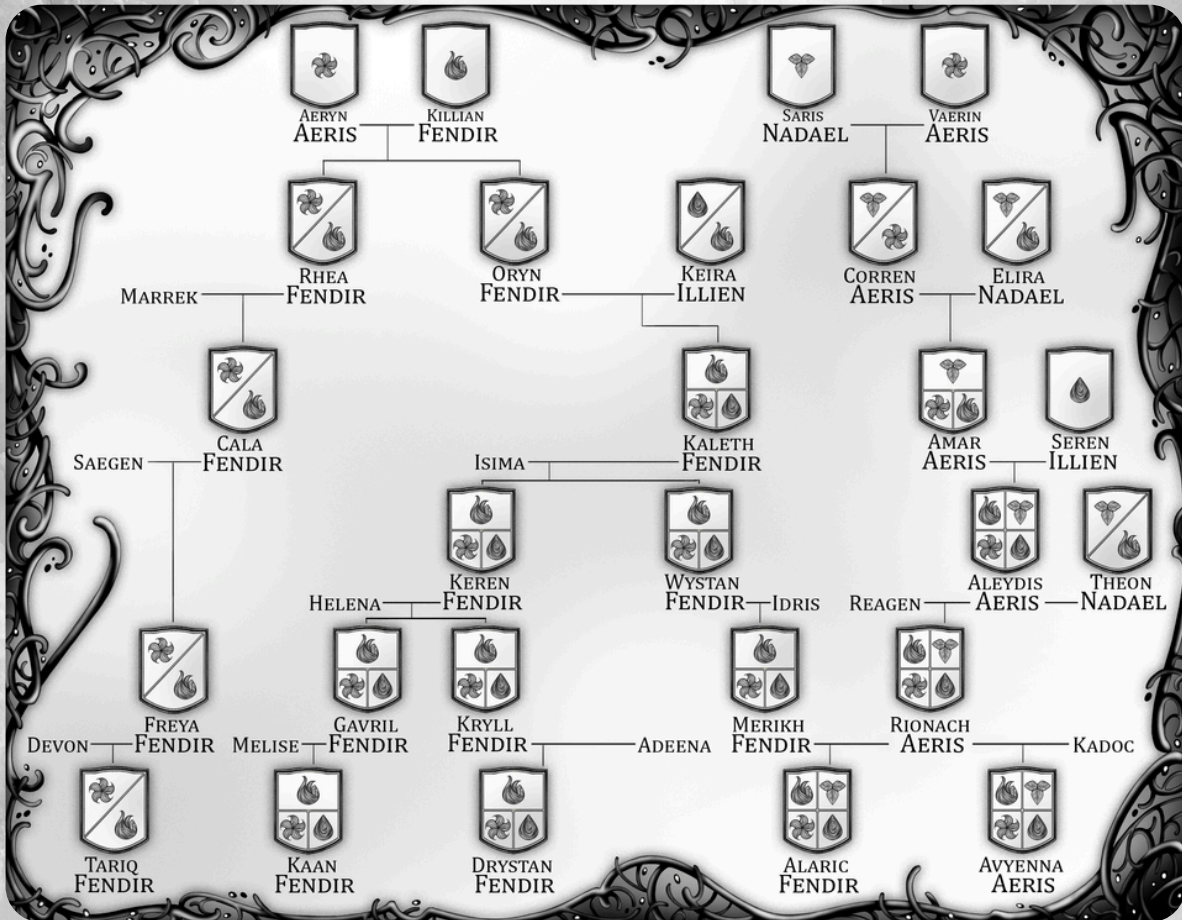 AERYN
AERIS
KILLIAN
FENDIR
SARIS
NADAEL
VAERIN
AERIS
RHEA
FENDIR
ORYN
FENDIR
KEIRA
ILLIEN
CORREN
AERIS
ELIRA
NADAEL
MARREK
CALA
FENDIR
KALETH
FENDIR
AMAR
AERIS
SEREN
ILLIEN
SAEGEN
ISIMA
KEREN
FENDIR
WYSTAN
FENDIR
ALEYDIS
AERIS
THEON
NADAEL
HELENA
IDRIS
REAGEN
FREYA
FENDIR
GAVRIL
FENDIR
KRYLL
FENDIR
MERIKH
FENDIR
RIONACH
AERIS
DEVON
MELISE
ADEENA
KADOC
TARIQ
FENDIR
KAAN
FENDIR
DRYSTAN
FENDIR
ALARIC
FENDIR
AVYENNA
AERIS